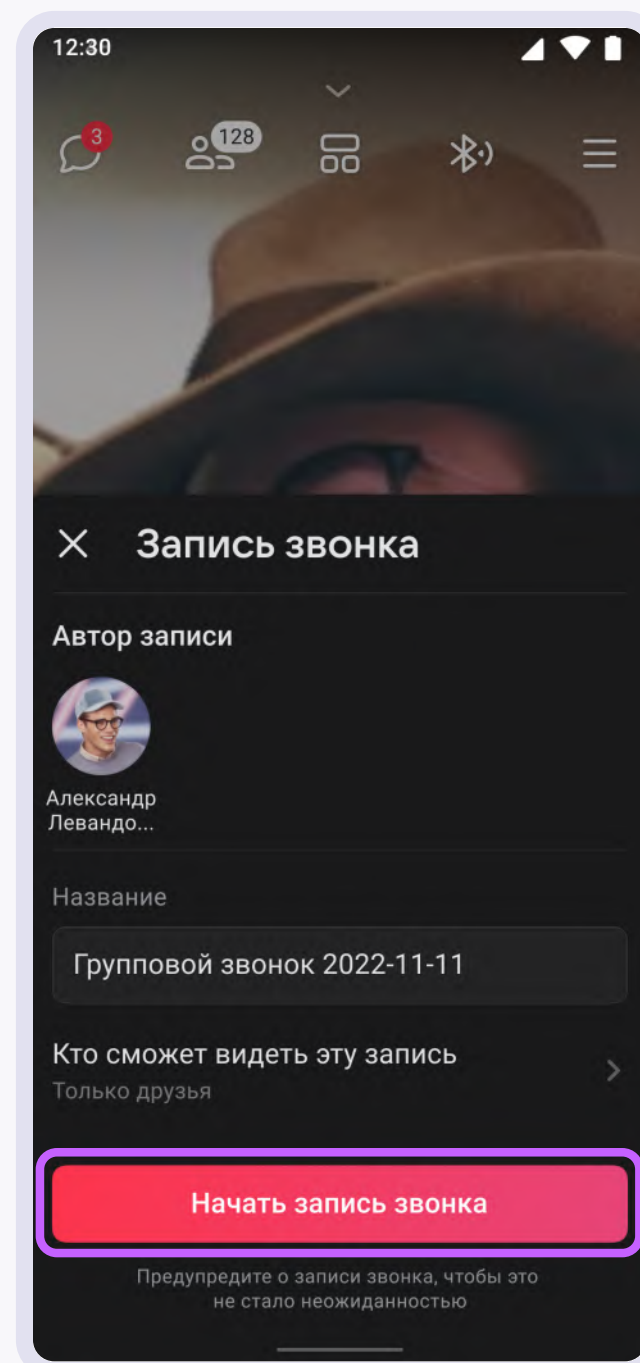 12:30
3
128
Запись звонка
Автор записи
Александр
Левандо...
Название
Групповой звонок 2022-11-11
Кто сможет видеть эту запись
Только друзья
Начать запись звонка
Предупредите о записи звонка, чтобы это
не стало неожиданностью